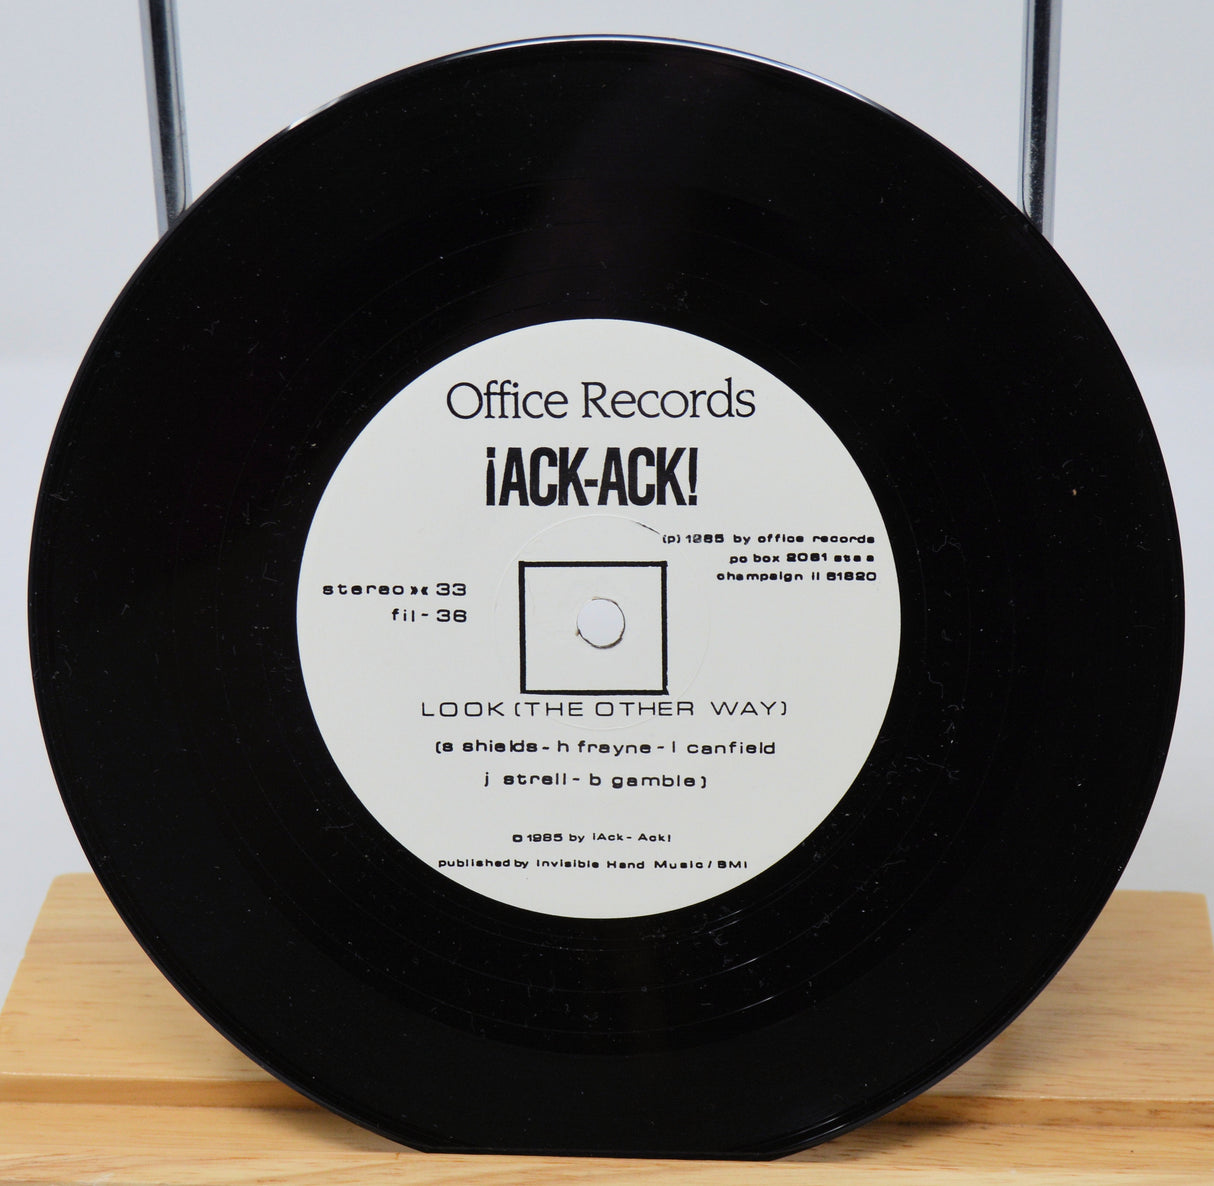 Office Records
¡ACK-ACK!
(p) 1985 by office records
po box 2061 sta a
champaign il 61820
stereo 33
fil-36
LOOK (THE OTHER WAY)
(s shields - h frayne - l canfield
j strell - b gamble)
©1985 by ¡Ack-Ack!
published by Invisible Hand Music / BMI